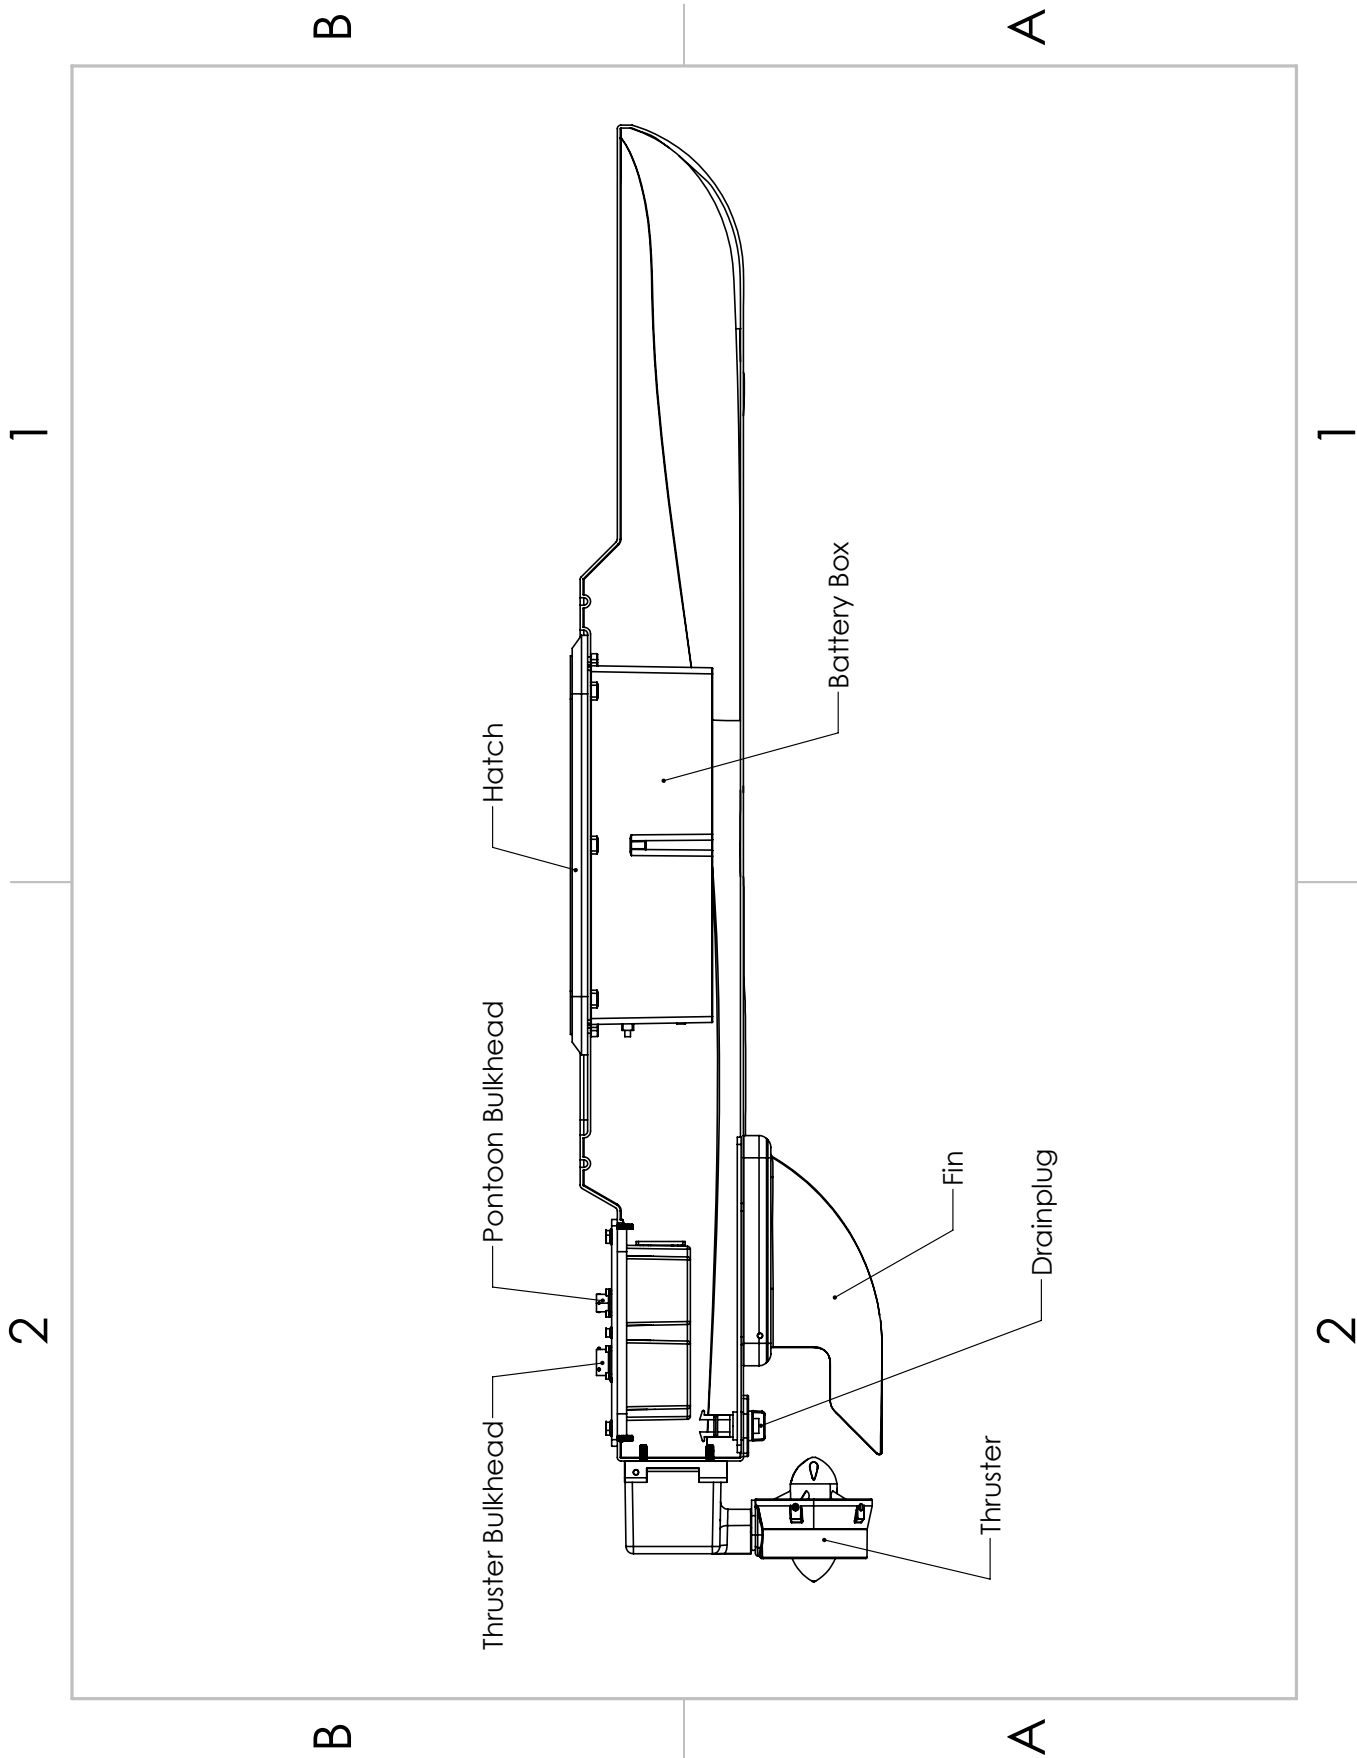 2
1
B
B
Thruster Bulkhead
Pontoon Bulkhead
Hatch
Battery Box
Fin
Thruster
Drainplug
A
A
2
1